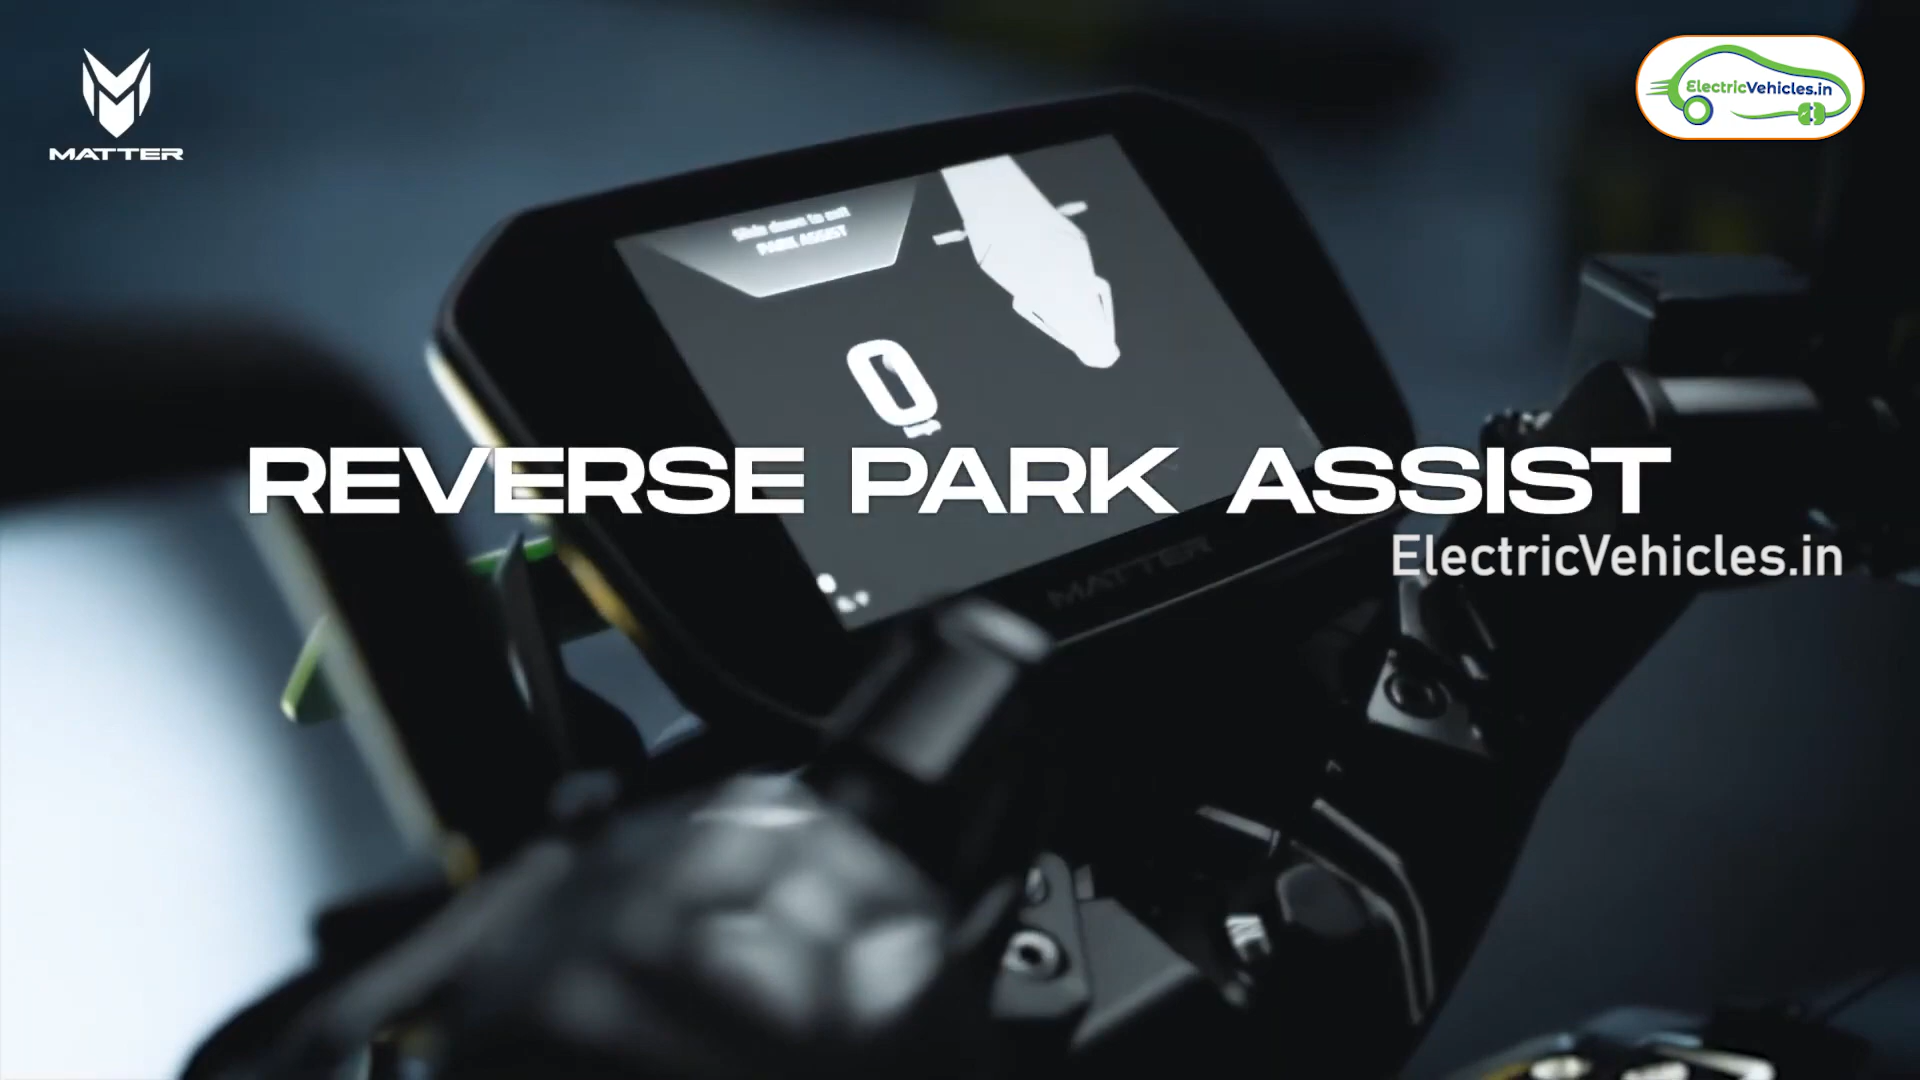 MATTER
ElectricVehicles.in
Slide down to exit
PARK ASSIST
0
REVERSE PARK ASSIST
ElectricVehicles.in
MATTER